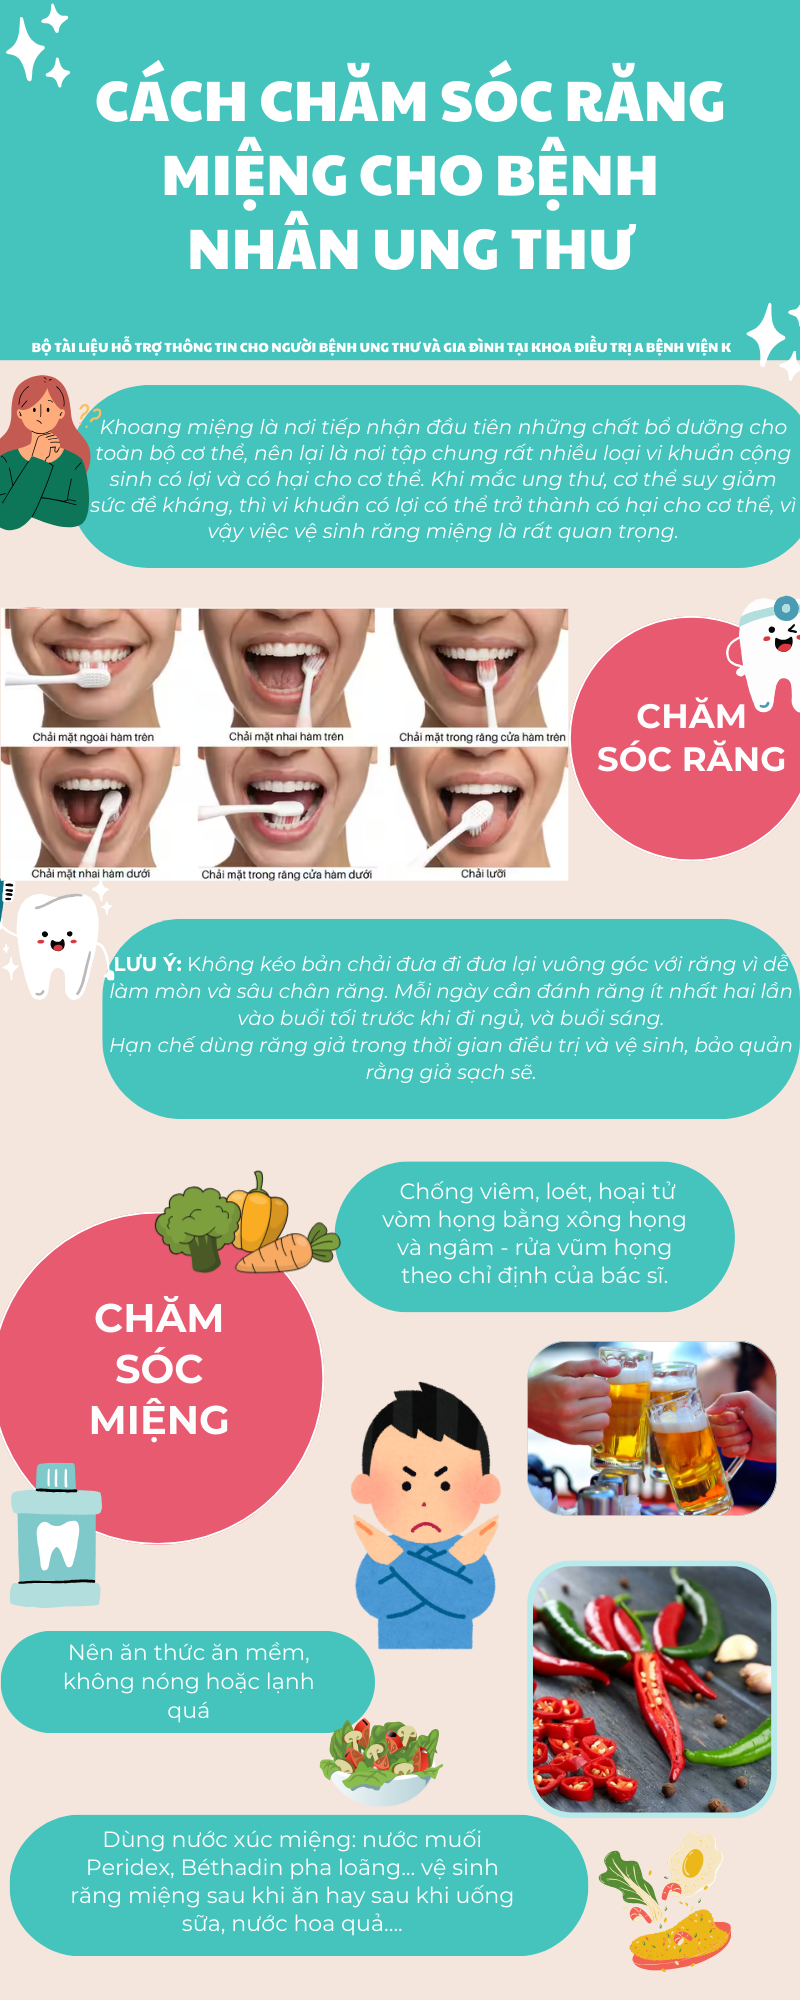 CÁCH CHĂM SÓC RĂNG
MIỆNG CHO BỆNH
NHÂN UNG THƯ
BỘ TÀI LIỆU HỖ TRỢ THÔNG TIN CHO NGƯỜI BỆNH UNG THƯ VÀ GIA ĐÌNH TẠI KHOA ĐIỀU TRỊ A BỆNH VIỆN K
??
Khoang miệng là nơi tiếp nhận đầu tiên những chất bổ dưỡng cho
toàn bộ cơ thể, nên lại là nơi tập chung rất nhiều loại vi khuẩn cộng
sinh có lợi và có hại cho cơ thể. Khi mắc ung thư, cơ thể suy giảm
sức đề kháng, thì vi khuẩn có lợi có thể trở thành có hại cho cơ thể, vì
vậy việc vệ sinh răng miệng là rất quan trọng.
Chải mặt ngoài hàm trên
Chải mặt nhai hàm trên
Chải mặt trong răng cửa hàm trên
Chải mặt nhai hàm dưới
Chải mặt trong răng cửa hàm dưới
Chải lưỡi
CHĂM
SÓC RĂNG
LƯU Ý: Không kéo bàn chải đưa đi đưa lại vuông góc với răng vì dễ
làm mòn và sâu chân răng. Mỗi ngày cần đánh răng ít nhất hai lần
vào buổi tối trước khi đi ngủ, và buổi sáng.
Hạn chế dùng răng giả trong thời gian điều trị và vệ sinh, bảo quản
rằng giả sạch sẽ.
Chống viêm, loét, hoại tử
vòm họng bằng xông họng
và ngâm - rửa vũm họng
theo chỉ định của bác sĩ.
CHĂM
SÓC
MIỆNG
Nên ăn thức ăn mềm,
không nóng hoặc lạnh
quá
Dùng nước xúc miệng: nước muối
Peridex, Béthadin pha loãng... vệ sinh
răng miệng sau khi ăn hay sau khi uống
sữa, nước hoa quả....